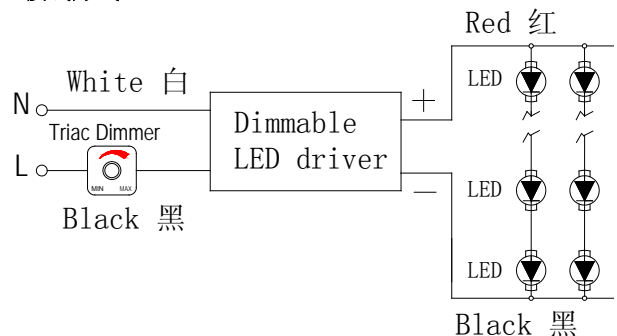 Red 红
LED
White 白
N
+
Triac Dimmer
Dimmable
LED driver
L
MIN MAX
−
LED
Black 黑
LED
Black 黑